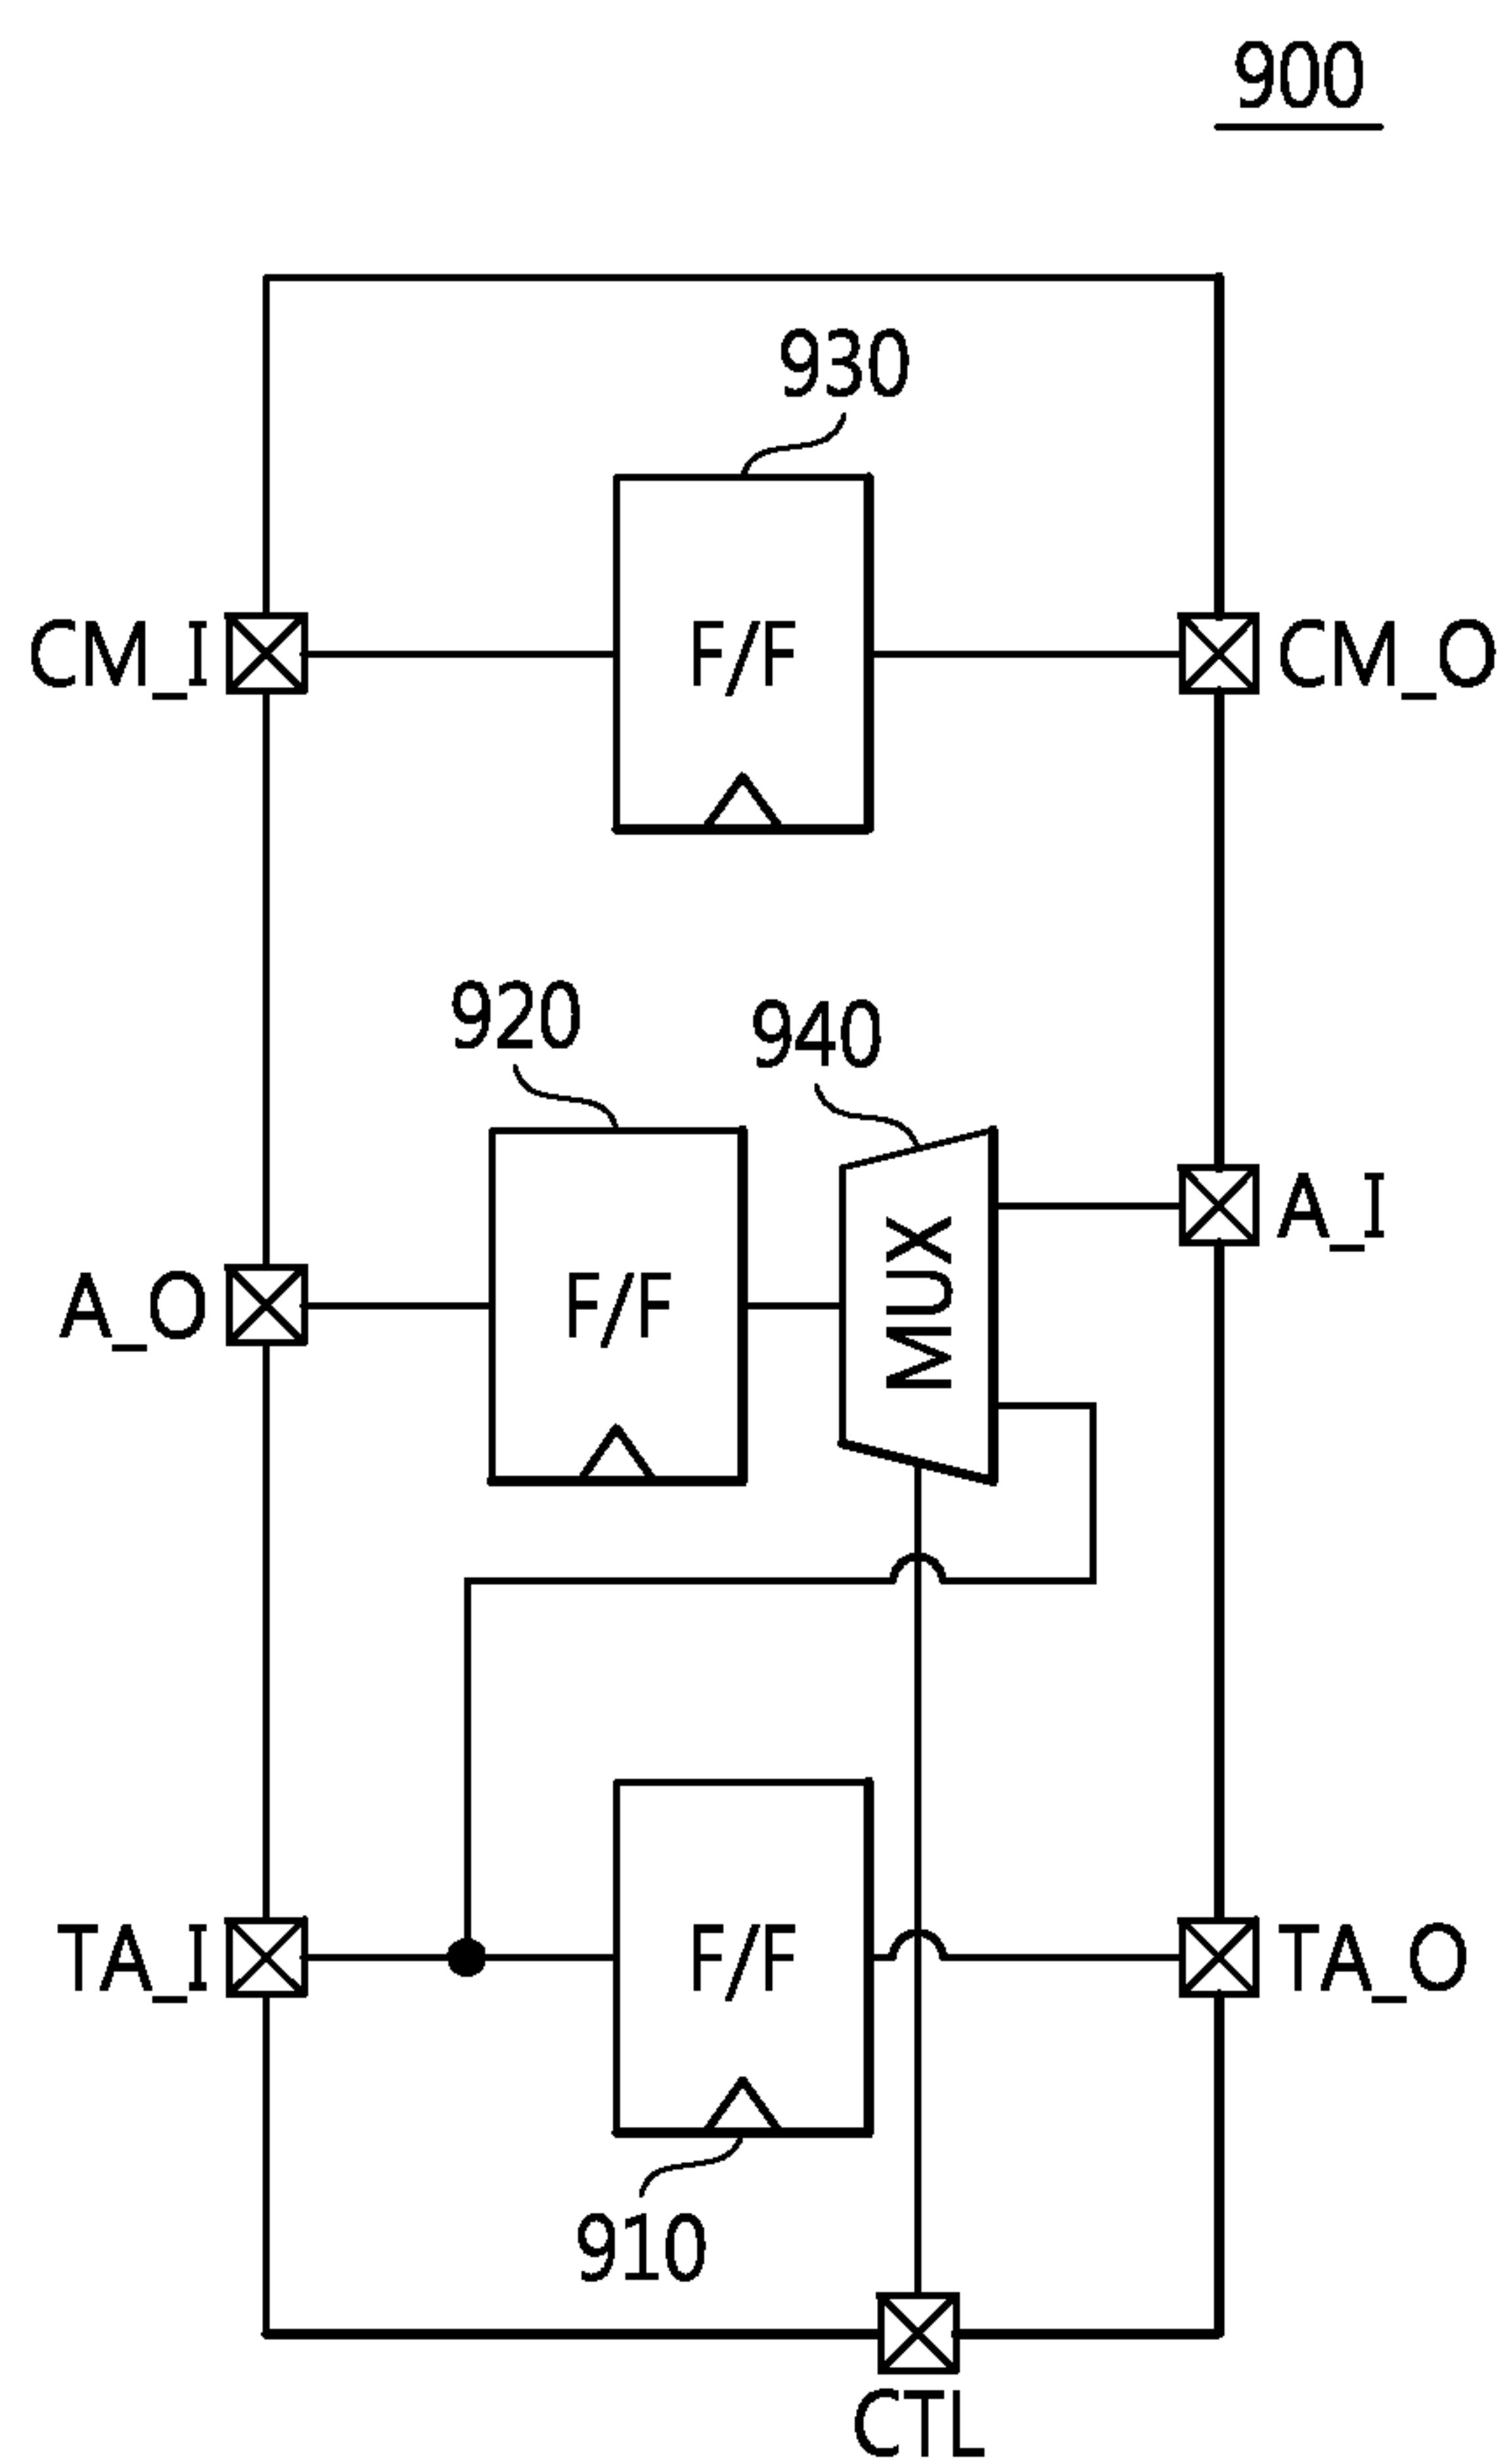 900
930
CM_I
F/F
CM_O
920
940
A_I
A_O
F/F
MUX
TA_I
F/F
TA_O
910
CTL